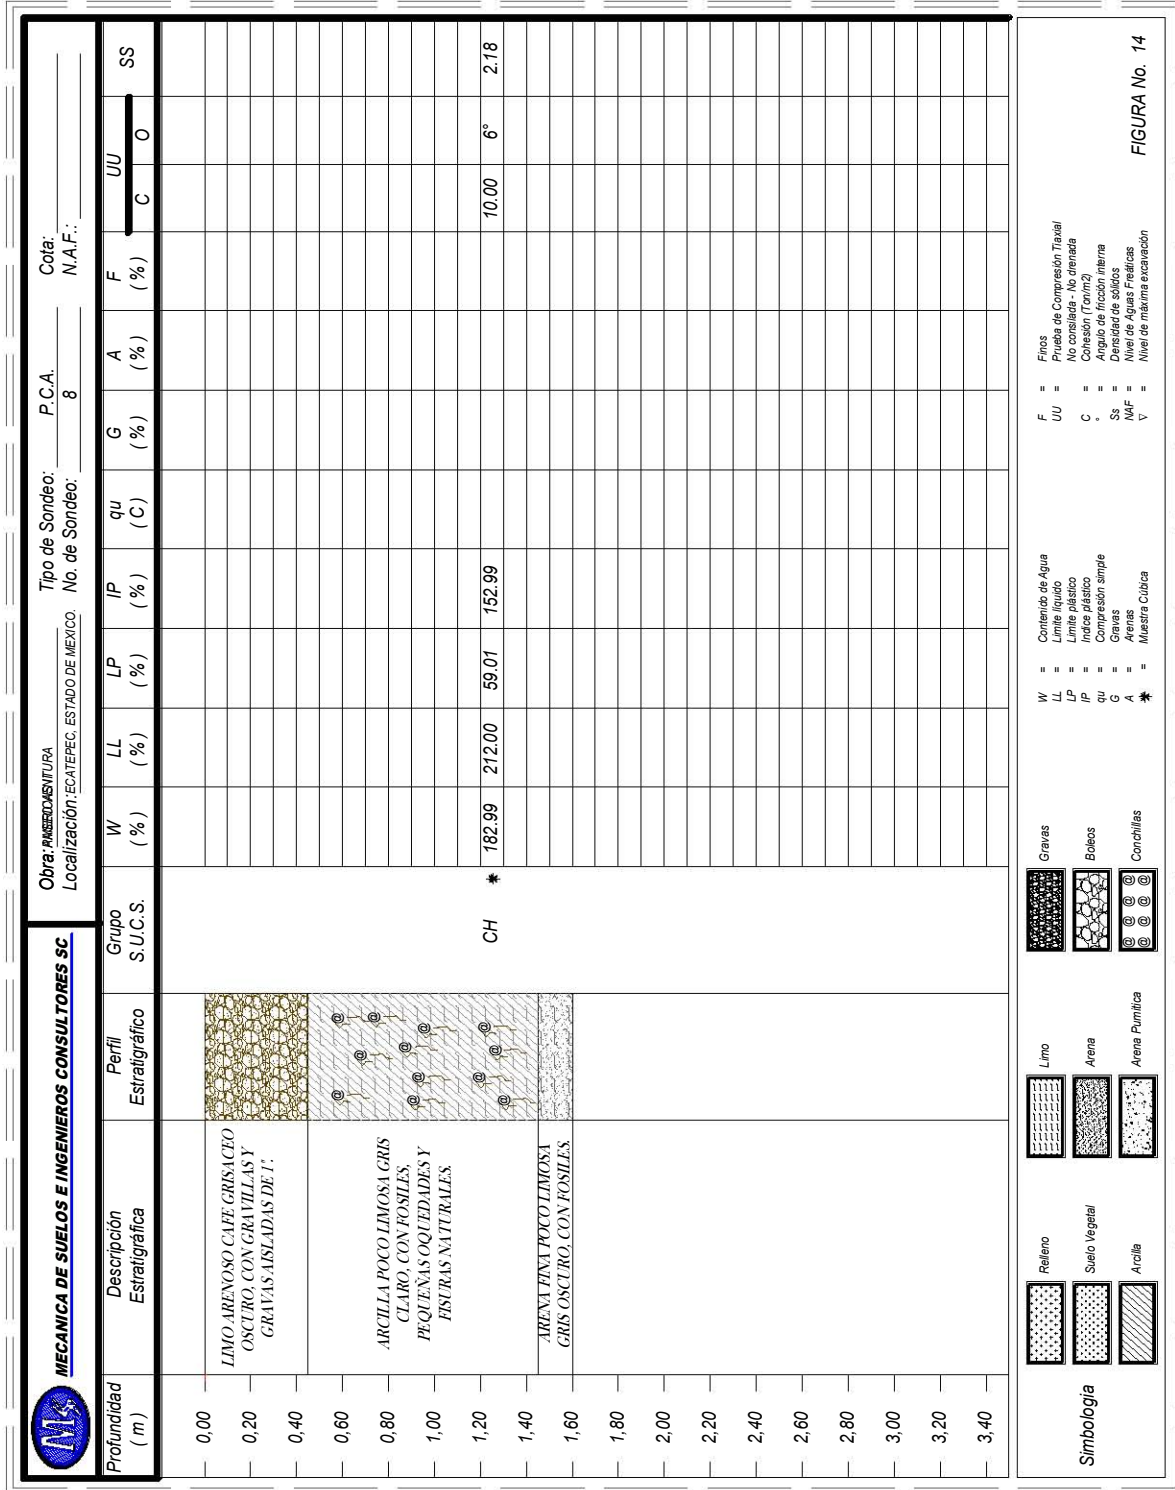 MECANICA DE SUELOS E INGENIEROS CONSULTORES SC
Obra:
Localización: ECATEPEC, ESTADO DE MEXICO.
Tipo de Sondeo: P.C.A.
No. de Sondeo: 8
Cota:
N.A.F.:
Profundidad
( m )
Descripción
Estratigráfica
Perfil
Estratigráfico
Grupo
S.U.C.S.
W
( % )
LL
( % )
LP
( % )
IP
( % )
qu
( C )
G
( % )
A
( % )
F
( % )
UU
C O
SS
0,00
0,20
0,40
0,60
0,80
1,00
1,20
1,40
1,60
1,80
2,00
2,20
2,40
2,60
2,80
3,00
3,20
3,40
LIMO ARENOSO CAFE GRISACEO
OSCURO, CON GRAVILLAS Y
GRAVAS AISLADAS DE 1".
ARCILLA POCO LIMOSA GRIS
CLARO, CON FOSILES,
PEQUEÑAS OQUEDADES Y
FISURAS NATURALES.
ARENA FINA POCO LIMOSA
GRIS OSCURO, CON FOSILES.
CH 182.99 212.00 59.01 152.99 10.00 6° 2.18
Simbologia
Relleno
Suelo Vegetal
Arcilla
Limo
Arena
Arena Pumitica
Gravas
Boleos
Conchillas
W = Contenido de Agua
LL = Limite liquido
LP = Limite plástico
IP = Indice plástico
qu = Compresión simple
G = Gravas
A = Arenas
= Muestra Cúbica
F = Finos
UU = Prueba de Compresión Tiaxial
No consilada - No drenada
C = Cohesión (Ton/m2)
° = Angulo de fricción interna
Ss = Densidad de sólidos
NAF = Nivel de Aguas Freáticas
▽ = Nivel de máxima excavación
FIGURA No. 14